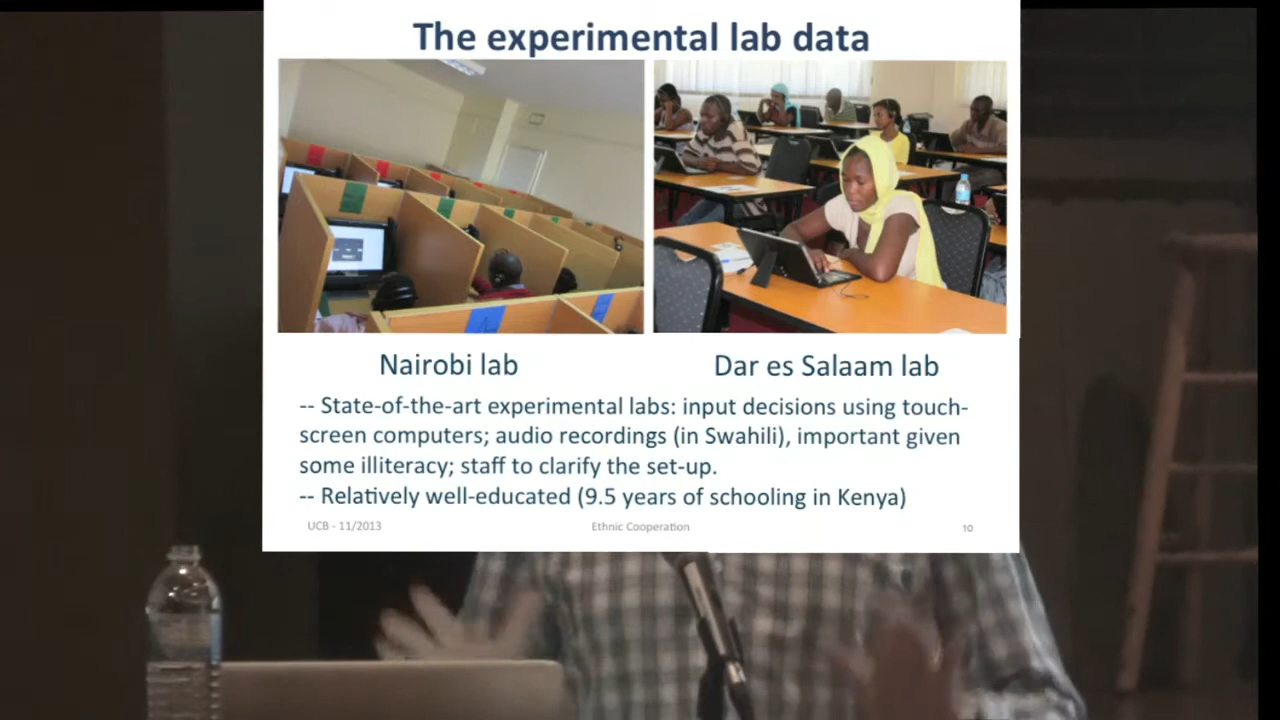 The experimental lab data
Nairobi lab
Dar es Salaam lab
-- State-of-the-art experimental labs: input decisions using touch-
screen computers; audio recordings (in Swahili), important given
some illiteracy; staff to clarify the set-up.
-- Relatively well-educated (9.5 years of schooling in Kenya)
UCB - 11/2013
Ethnic Cooperation
10